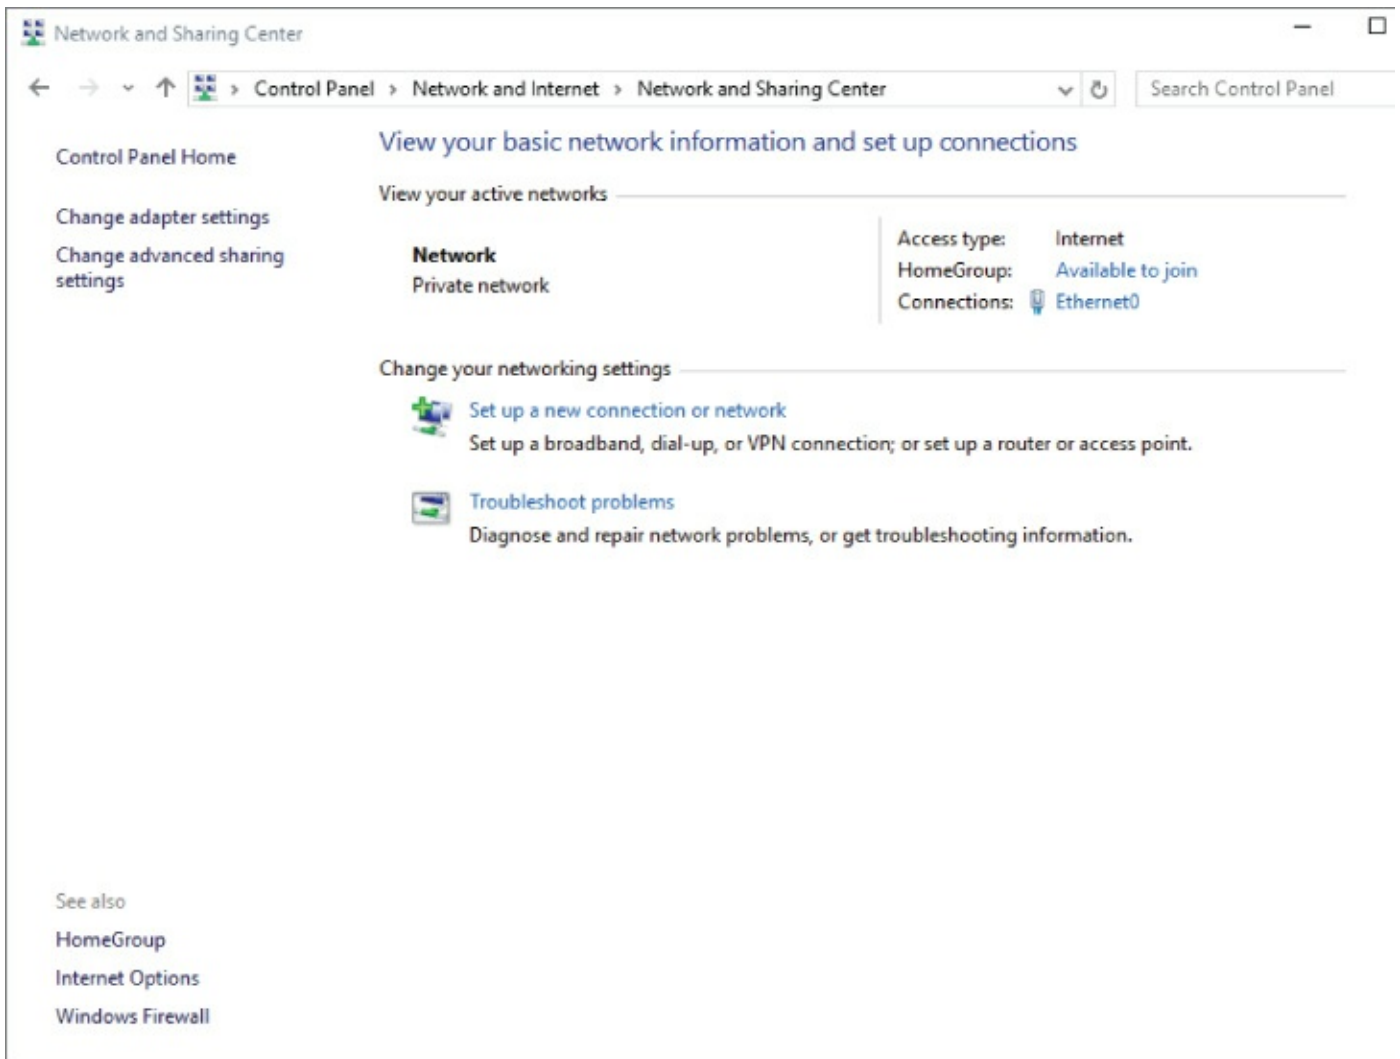 Network and Sharing Center
Control Panel > Network and Internet > Network and Sharing Center
Search Control Panel
Control Panel Home
Change adapter settings
Change advanced sharing
settings
View your basic network information and set up connections
View your active networks
Network
Private network
Access type: Internet
HomeGroup: Available to join
Connections: Ethernet0
Change your networking settings
Set up a new connection or network
Set up a broadband, dial-up, or VPN connection; or set up a router or access point.
Troubleshoot problems
Diagnose and repair network problems, or get troubleshooting information.
See also
HomeGroup
Internet Options
Windows Firewall